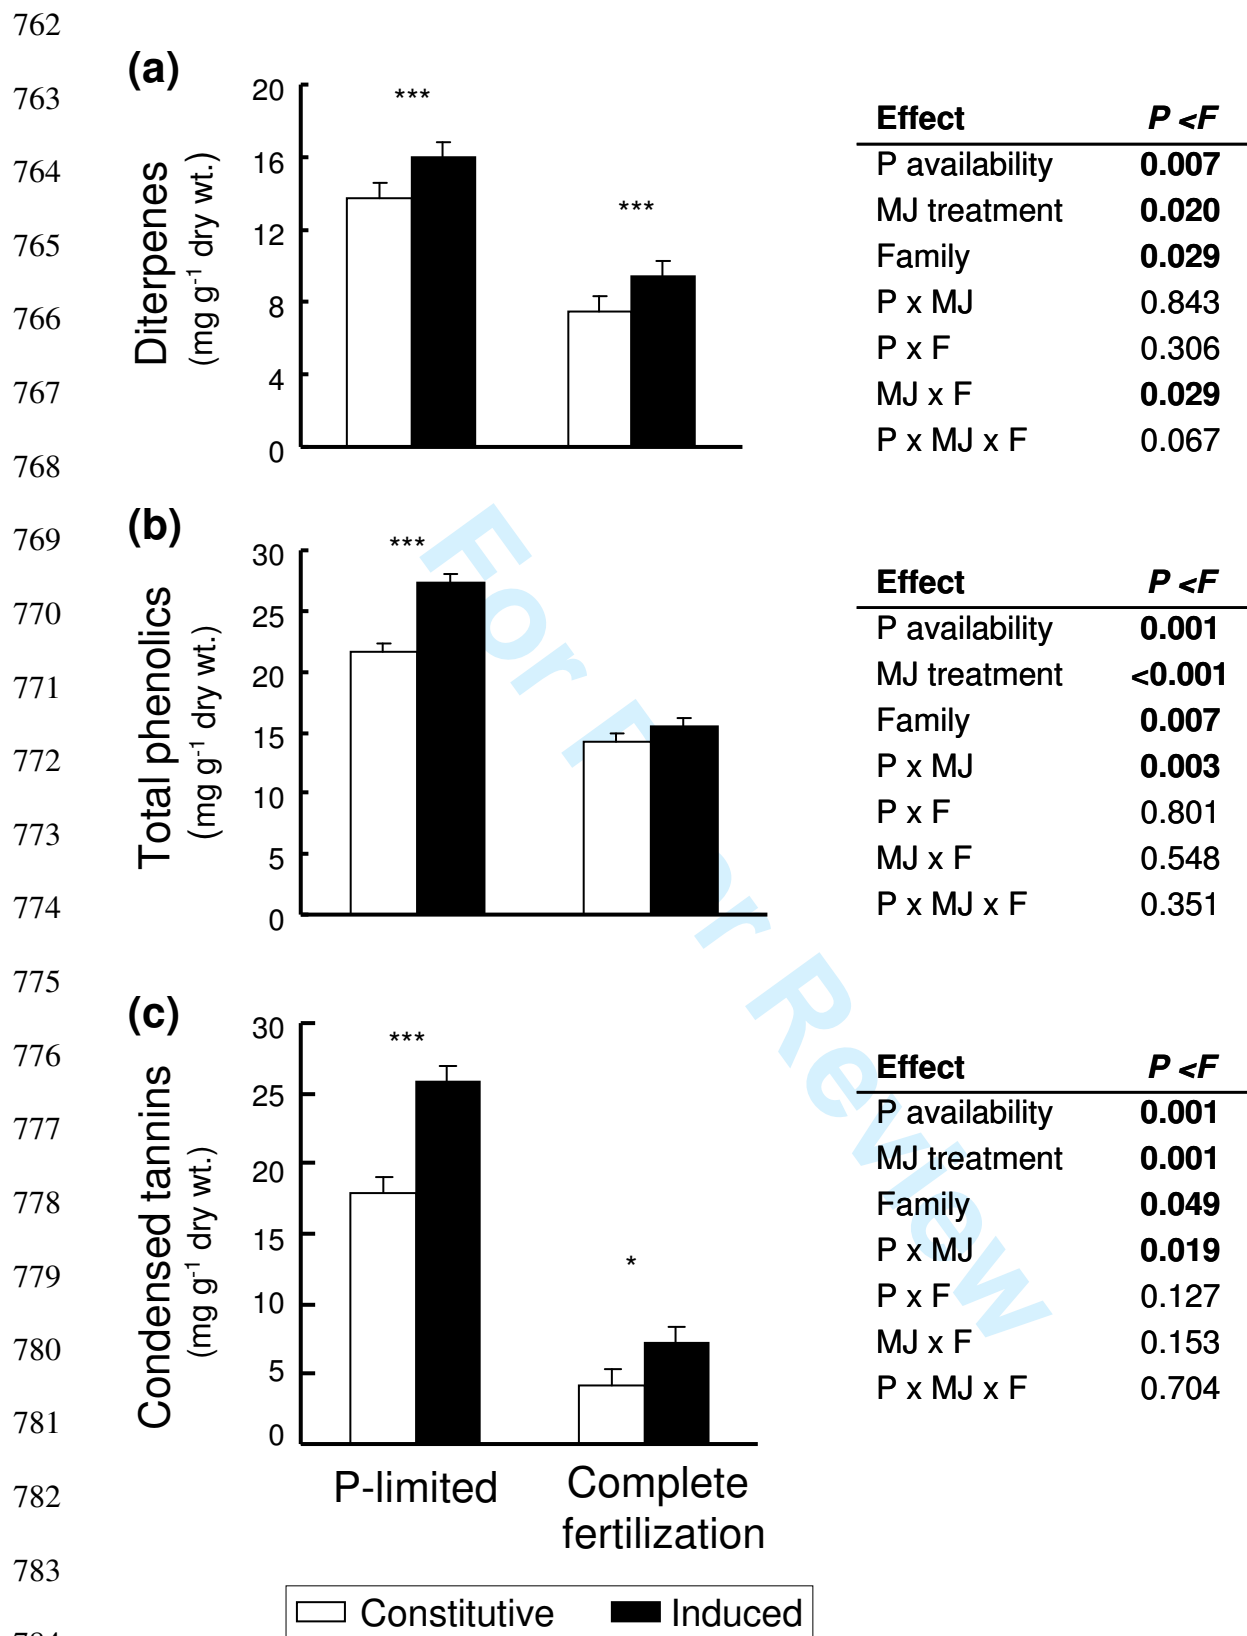 762
(a)
763
764
765
766
767
768
Diterpenes
(mg g-1 dry wt.)
20
16
12
8
4
0
***
***
Effect P <F
P availability 0.007
MJ treatment 0.020
Family 0.029
P x MJ 0.843
P x F 0.306
MJ x F 0.029
P x MJ x F 0.067
(b)
769
770
771
772
773
774
Total phenolics
(mg g-1 dry wt.)
30
25
20
15
10
5
0
***
Effect P <F
P availability 0.001
MJ treatment <0.001
Family 0.007
P x MJ 0.003
P x F 0.801
MJ x F 0.548
P x MJ x F 0.351
775
(c)
776
777
778
779
780
781
Condensed tannins
(mg g-1 dry wt.)
30
25
20
15
10
5
0
***
*
Effect P <F
P availability 0.001
MJ treatment 0.001
Family 0.049
P x MJ 0.019
P x F 0.127
MJ x F 0.153
P x MJ x F 0.704
P-limited
Complete
fertilization
782
783
Constitutive Induced
For Peer Review